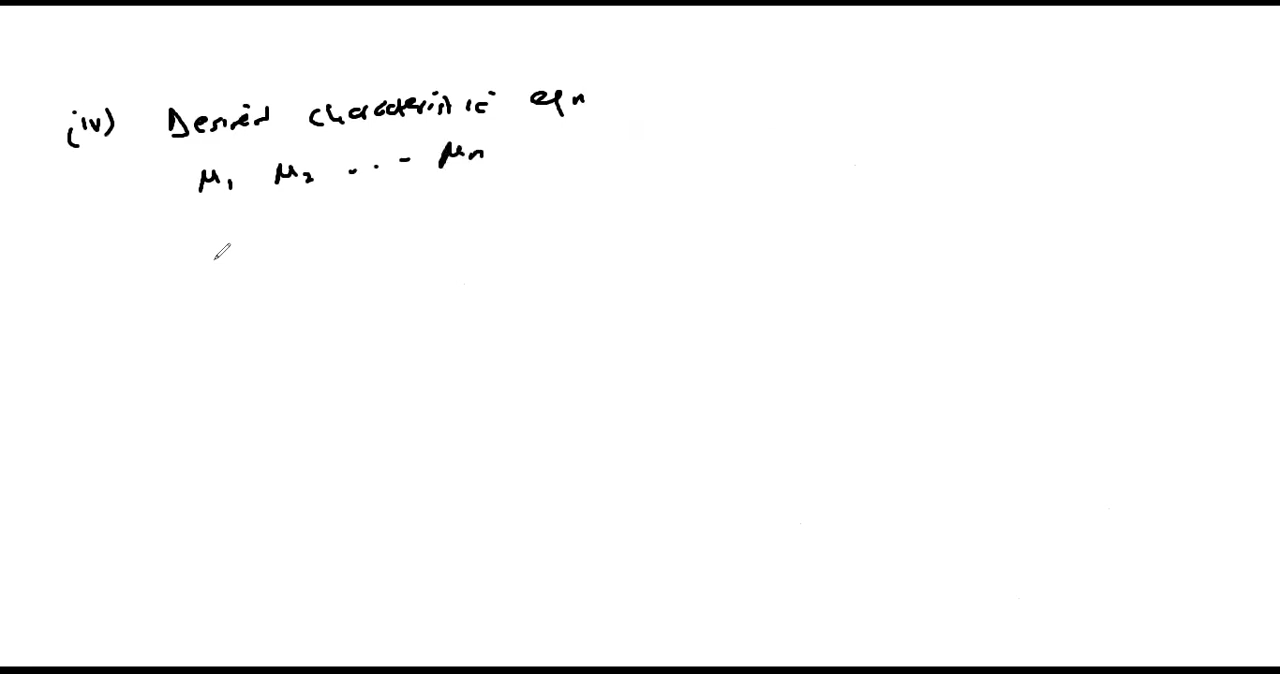 (iv) Desired characteristic eqn
μ₁ μ₂ ... μₙ